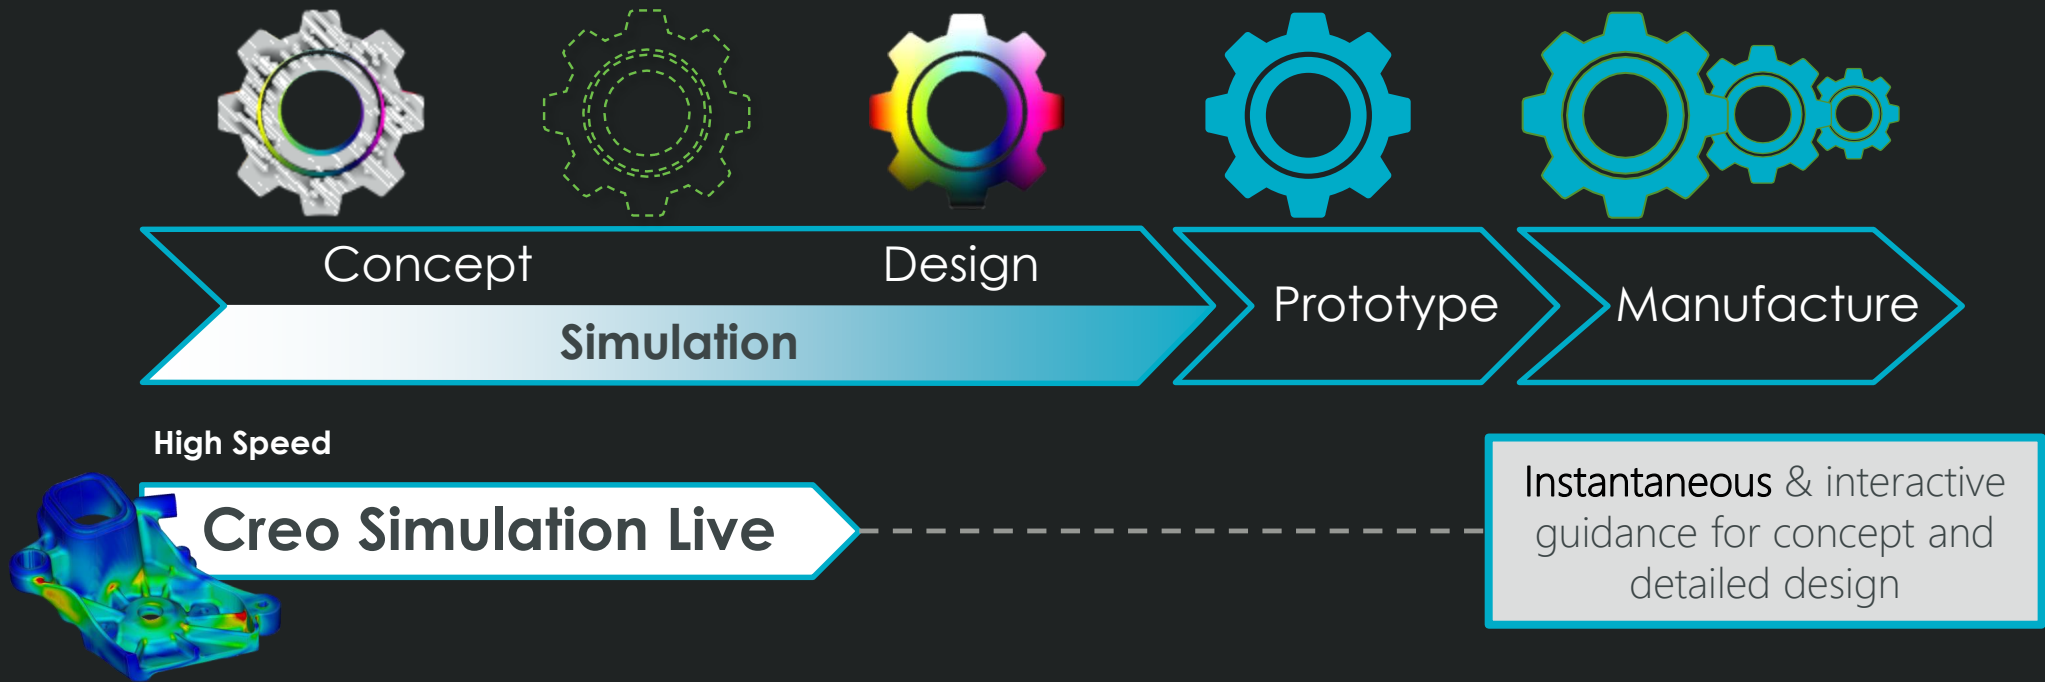 Concept
Design
Simulation
Prototype
Manufacture
High Speed
Creo Simulation Live
Instantaneous & interactive
guidance for concept and
detailed design